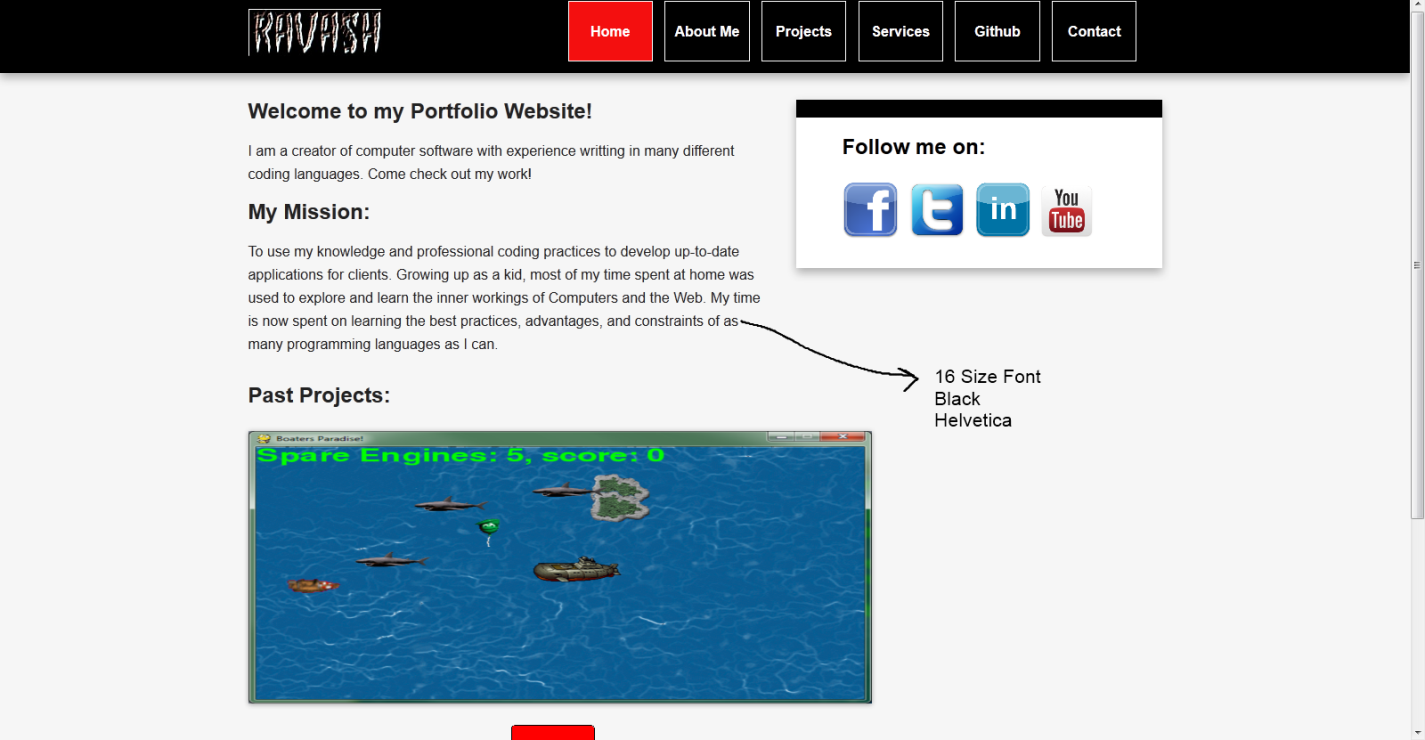 RAVASH
Home
About Me
Projects
Services
Github
Contact
Welcome to my Portfolio Website!
I am a creator of computer software with experience writting in many different
coding languages. Come check out my work!
My Mission:
To use my knowledge and professional coding practices to develop up-to-date
applications for clients. Growing up as a kid, most of my time spent at home was
used to explore and learn the inner workings of Computers and the Web. My time
is now spent on learning the best practices, advantages, and constraints of as
many programming languages as I can.
Past Projects:
Boaters Paradise!
Spare Engines: 5, score: 0
Follow me on:
f
t
in
You
Tube
16 Size Font
Black
Helvetica